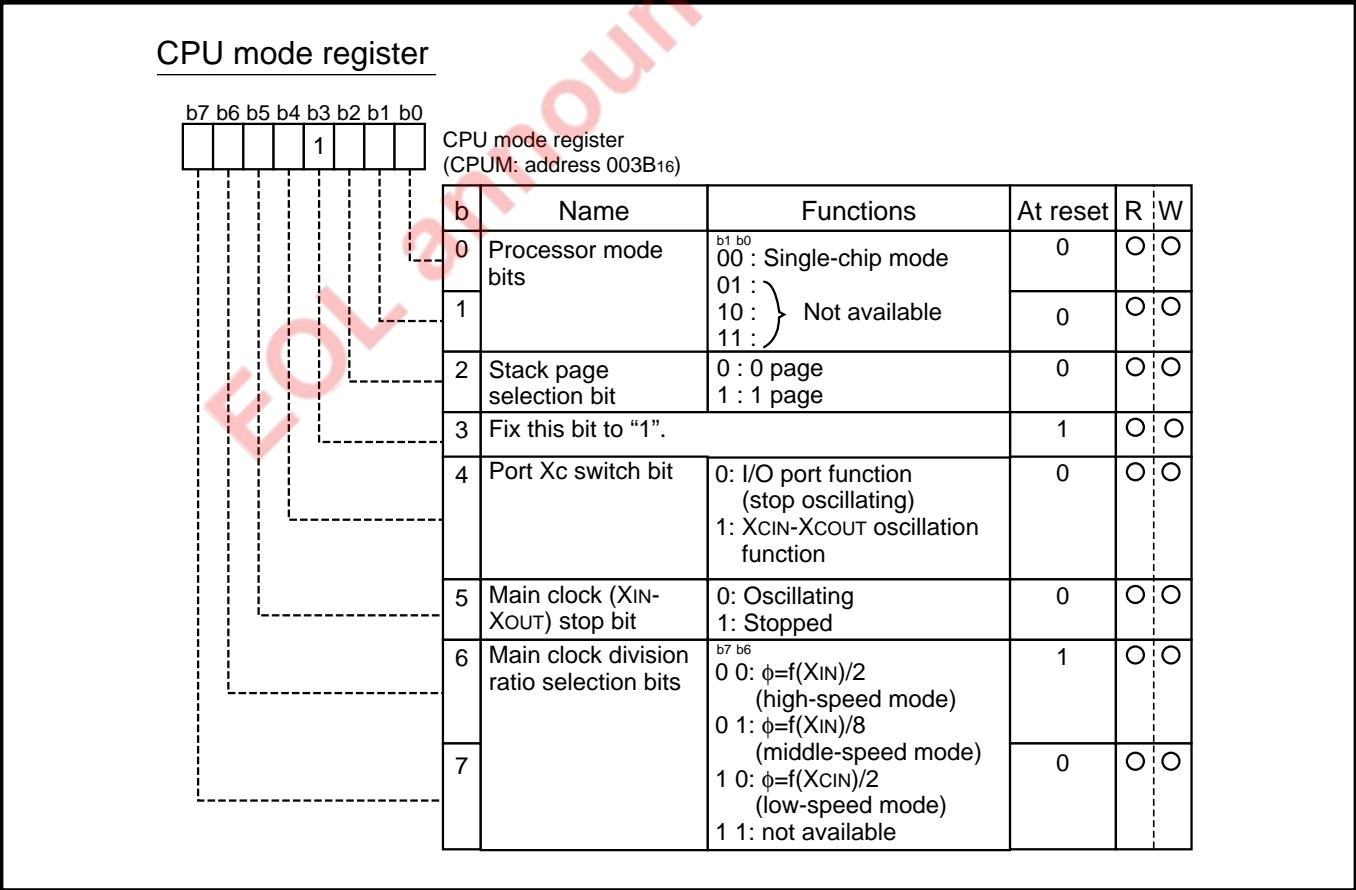 CPU mode register
b7 b6 b5 b4 b3 b2 b1 b0
1
CPU mode register
(CPUM: address 003B16)
b Name Functions At reset R W
0 Processor mode bits
b1 b0
00 : Single-chip mode
01 :
10 : Not available
11 :
0
1
0
2 Stack page selection bit
0 : 0 page
1 : 1 page
0
3 Fix this bit to “1”. 1
4 Port Xc switch bit
0: I/O port function
(stop oscillating)
1: XCIN-XCOUT oscillation
function
0
5 Main clock (XIN-
XOUT) stop bit
0: Oscillating
1: Stopped
0
6 Main clock division
ratio selection bits
b7 b6
0 0: ϕ=f(XIN)/2
(high-speed mode)
0 1: ϕ=f(XIN)/8
(middle-speed mode)
1 0: ϕ=f(XCIN)/2
(low-speed mode)
1 1: not available
1
7
0
EOL announ